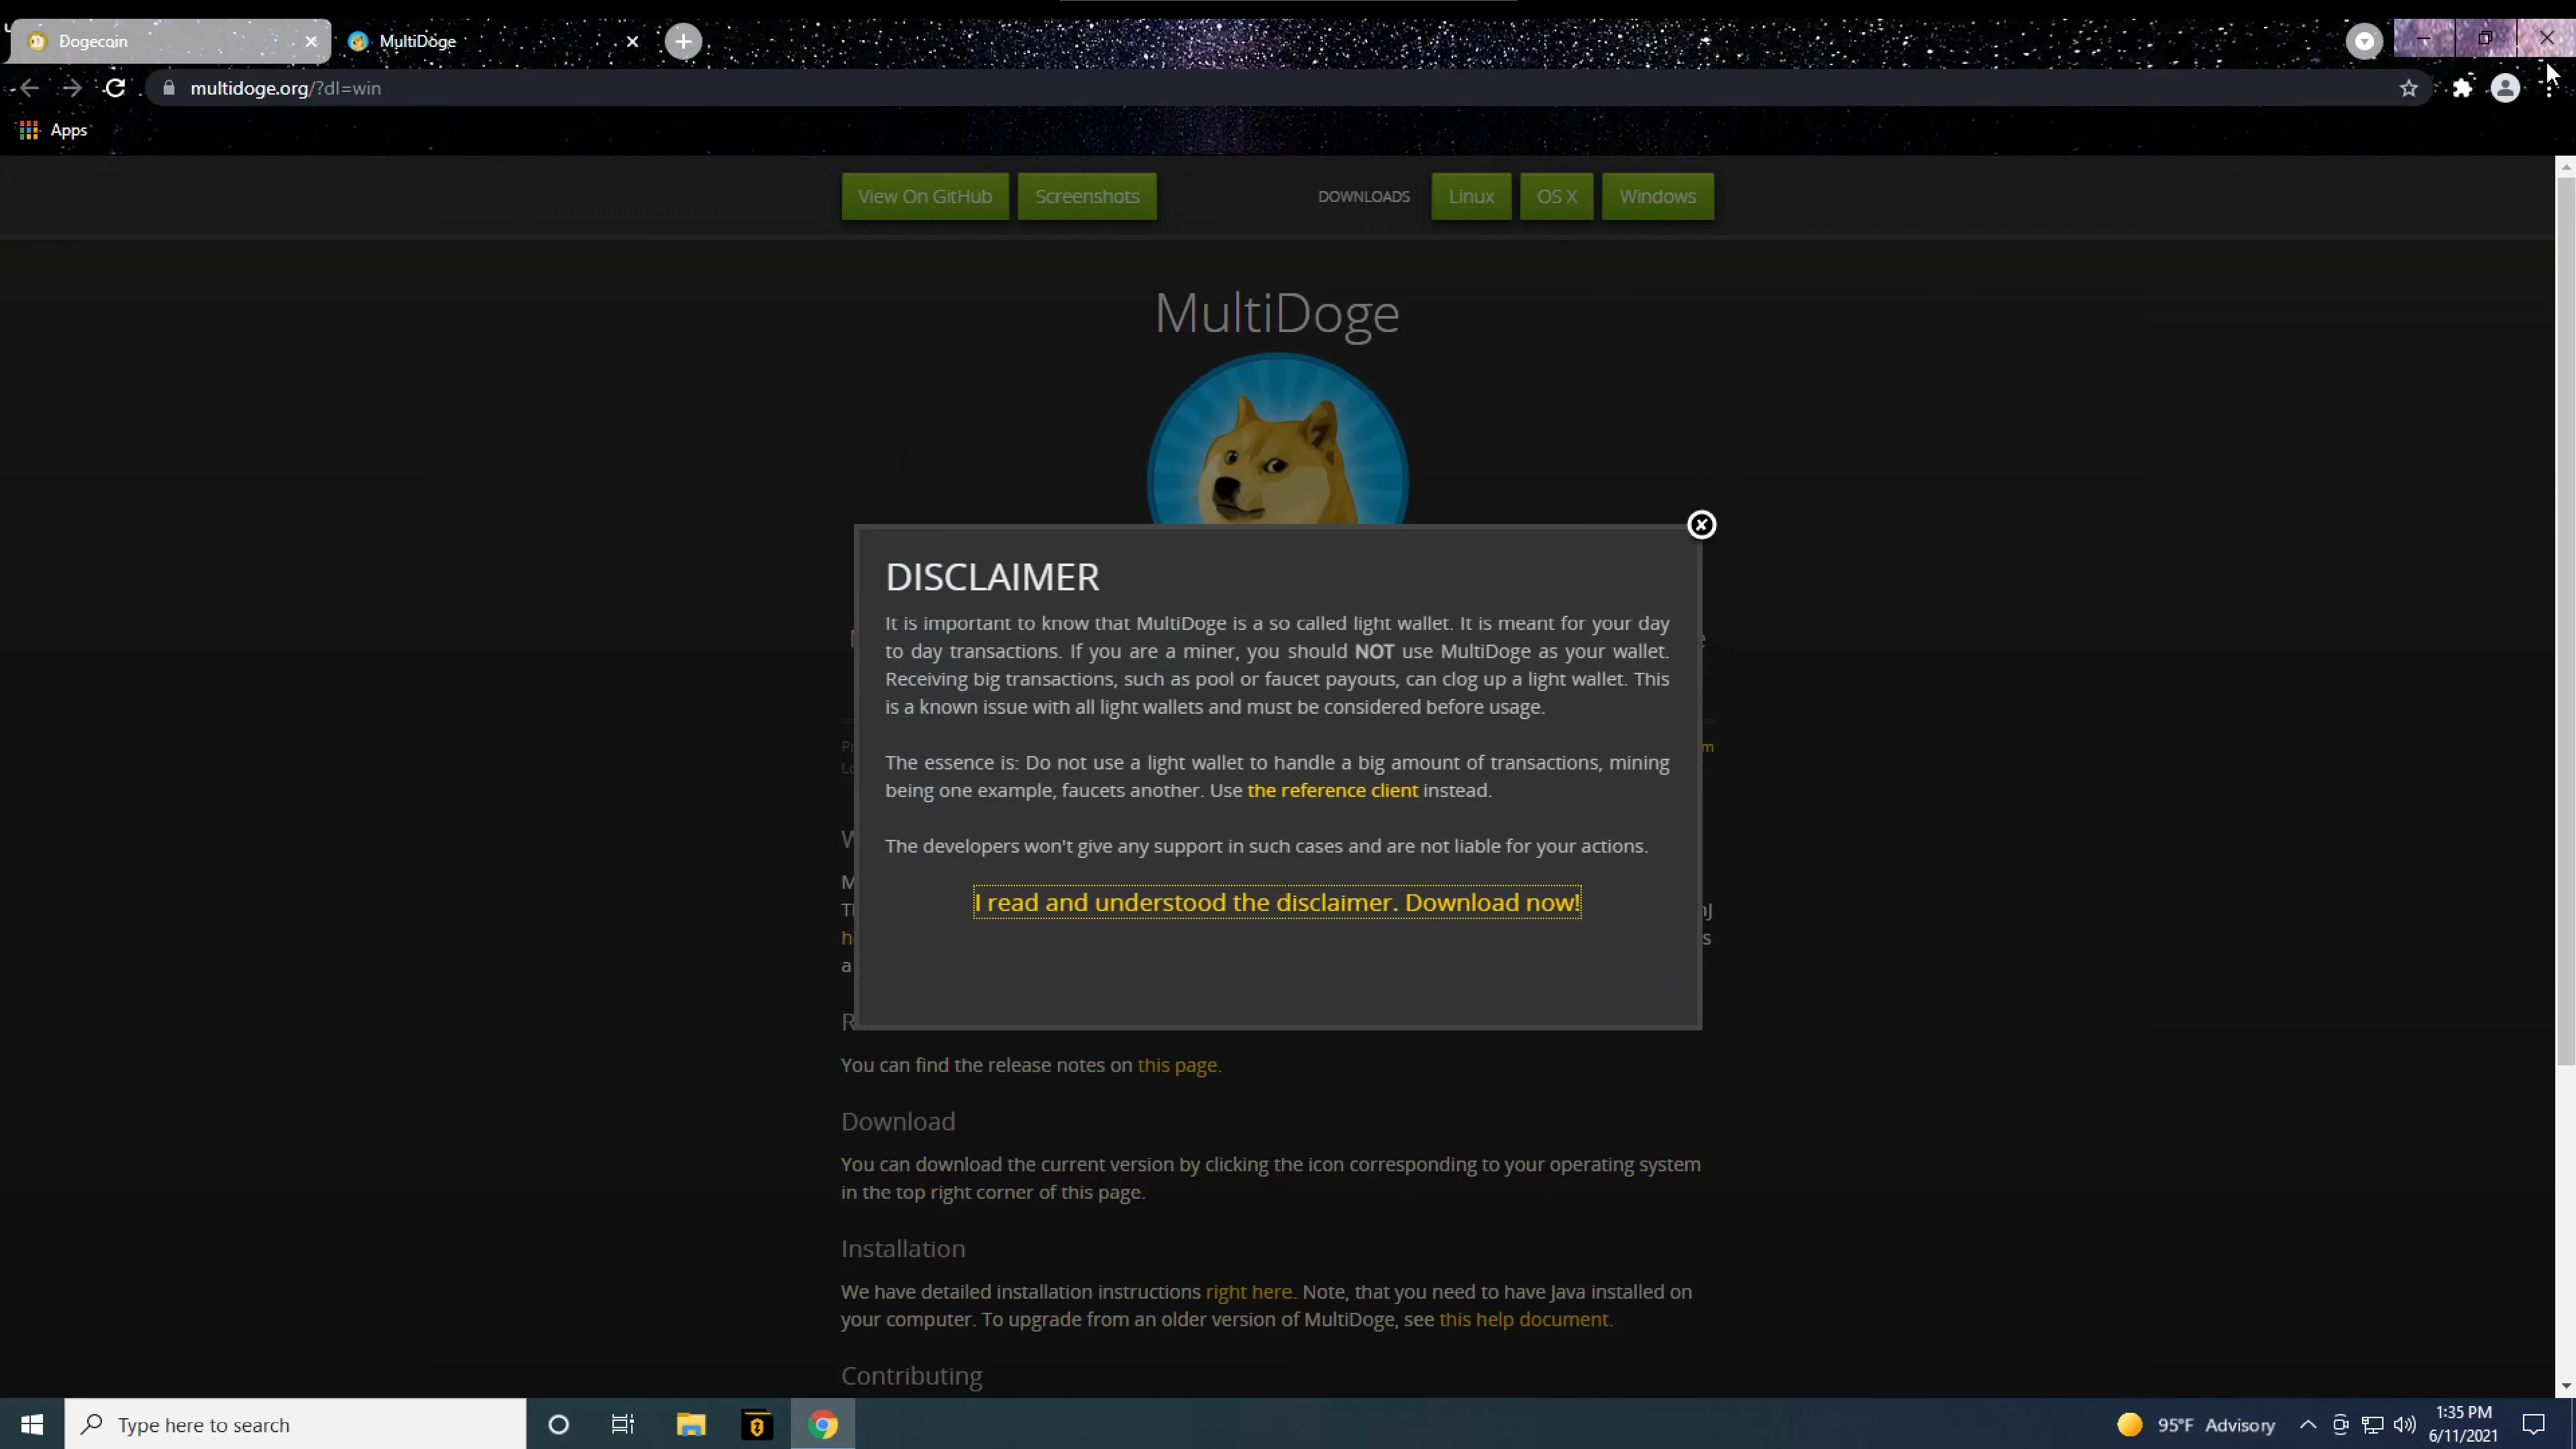 Dogecoin
MultiDoge
multidoge.org/?dl=win
Apps
View On GitHub
Screenshots
DOWNLOADS
Linux
OS X
Windows
MultiDoge
DISCLAIMER
It is important to know that MultiDoge is a so called light wallet. It is meant for your day
to day transactions. If you are a miner, you should NOT use MultiDoge as your wallet.
Receiving big transactions, such as pool or faucet payouts, can clog up a light wallet. This
is a known issue with all light wallets and must be considered before usage.
The essence is: Do not use a light wallet to handle a big amount of transactions, mining
being one example, faucets another. Use the reference client instead.
The developers won't give any support in such cases and are not liable for your actions.
I read and understood the disclaimer. Download now!
You can find the release notes on this page.
Download
You can download the current version by clicking the icon corresponding to your operating system
in the top right corner of this page.
Installation
We have detailed installation instructions right here. Note, that you need to have Java installed on
your computer. To upgrade from an older version of MultiDoge, see this help document.
Contributing
Type here to search
95°F Advisory
1:35 PM
6/11/2021